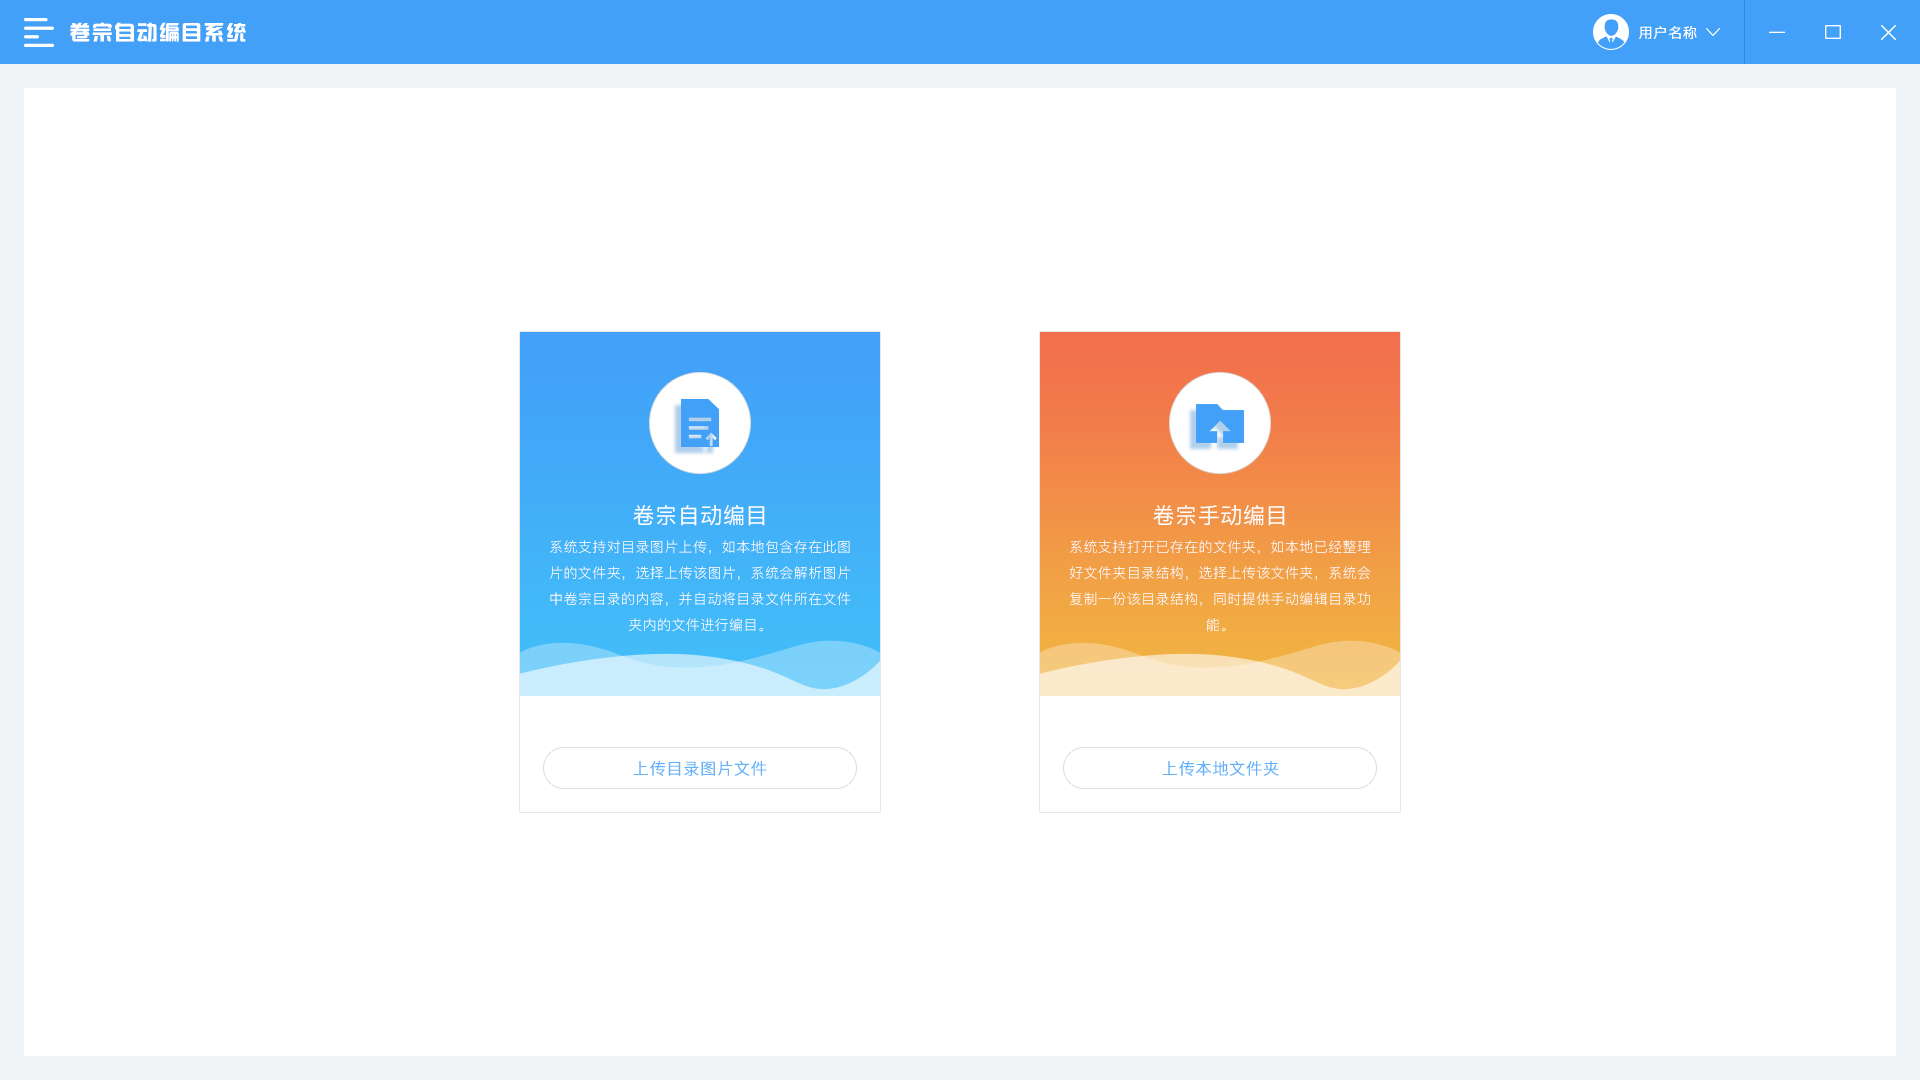 卷宗自动编目系统
用户名称
卷宗自动编目
系统支持对目录图片上传，如本地包含存在此图
片的文件夹，选择上传该图片，系统会解析图片
中卷宗目录的内容，并自动将目录文件所在文件
夹内的文件进行编目。
上传目录图片文件
卷宗手动编目
系统支持打开已存在的文件夹，如本地已经整理
好文件夹目录结构，选择上传该文件夹，系统会
复制一份该目录结构，同时提供手动编辑目录功
能。
上传本地文件夹